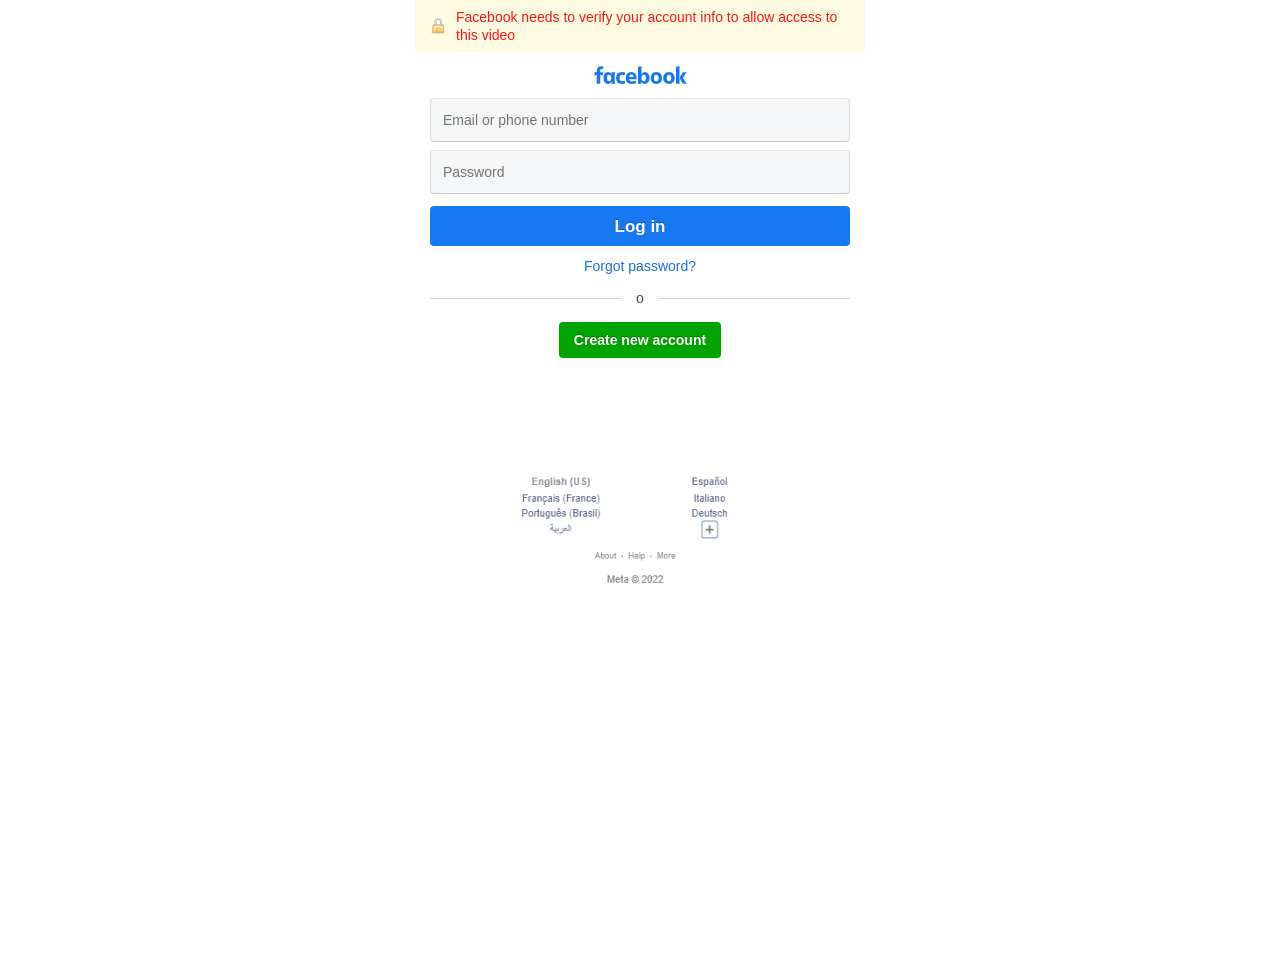 Facebook needs to verify your account info to allow access to
this video
facebook
Email or phone number
Password
Log in
Forgot password?
o
Create new account
English (US)
Español
Français (France)
Italiano
Português (Brasil)
Deutsch
العربية
About · Help · More
Meta © 2022